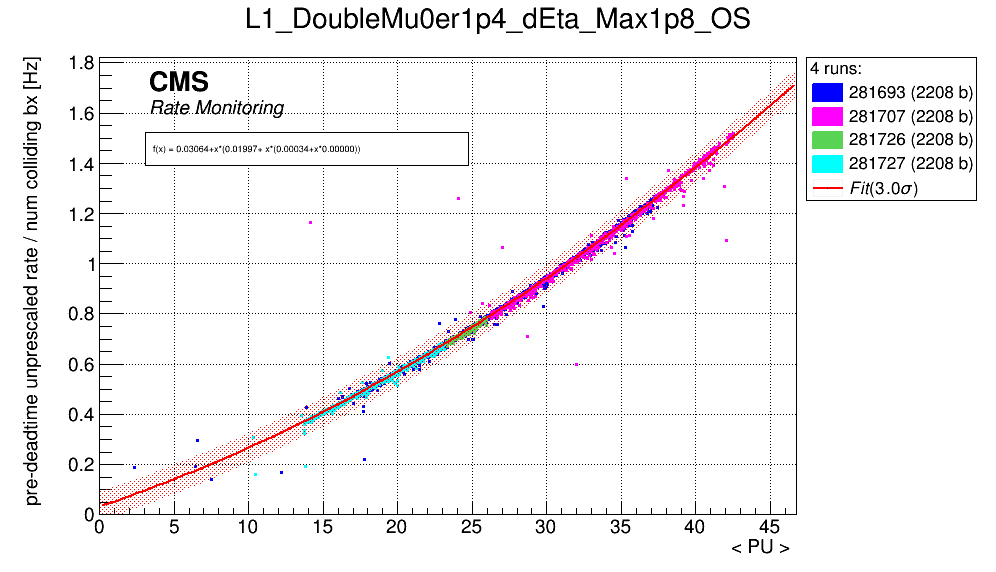 L1_DoubleMu0er1p4_dEta_Max1p8_OS
pre-deadtime unprescaled rate / num colliding bx [Hz]
CMS
Rate Monitoring
f(x) = 0.03064+x*(0.01997+ x*(0.00034+x*0.00000))
1.8
1.6
1.4
1.2
1
0.8
0.6
0.4
0.2
0
0 5 10 15 20 25 30 35 40 45
< PU >
4 runs:
281693 (2208 b)
281707 (2208 b)
281726 (2208 b)
281727 (2208 b)
Fit(3.0σ)